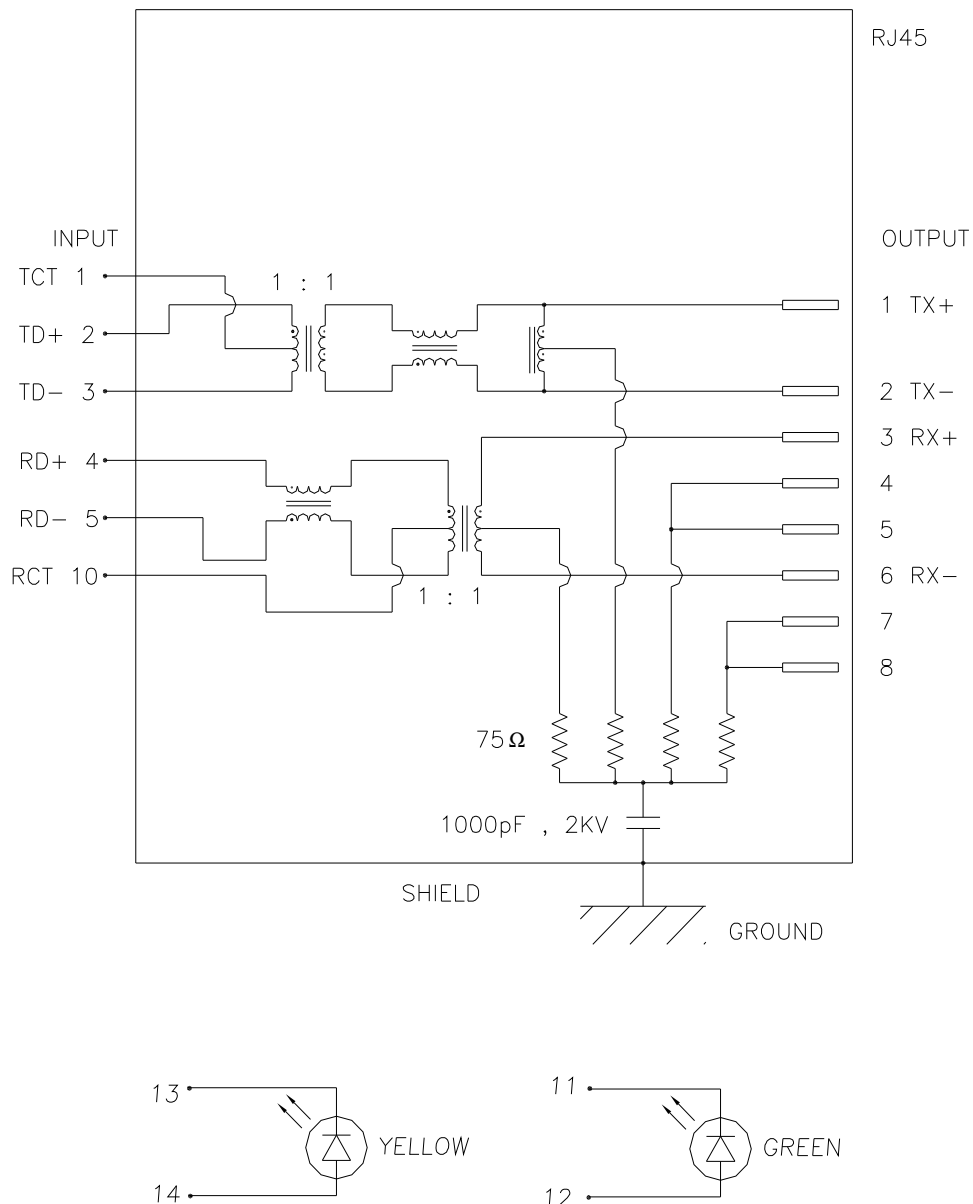 RJ45
INPUT
OUTPUT
TCT 1
1 : 1
1 TX+
TD+ 2
TD- 3
2 TX-
3 RX+
RD+ 4
4
RD- 5
5
RCT 10
6 RX-
1 : 1
7
8
75Ω
1000pF , 2KV
SHIELD
GROUND
13
11
YELLOW
GREEN
14
12